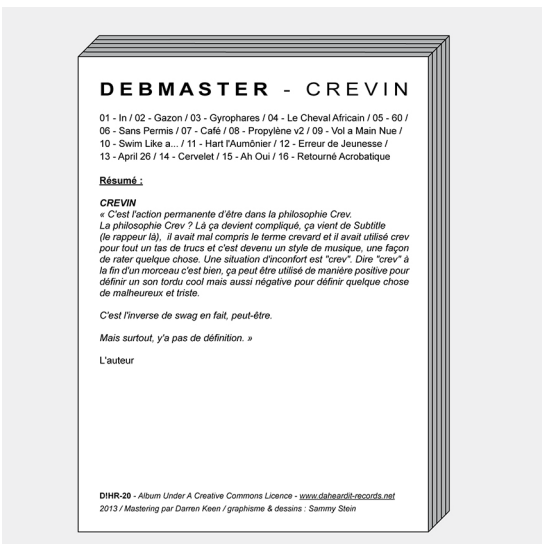 DEBMASTER - CREVIN
01 - In / 02 - Gazon / 03 - Gyrophares / 04 - Le Cheval Africain / 05 - 60 /
06 - Sans Permis / 07 - Café / 08 - Propylène v2 / 09 - Vol a Main Nue /
10 - Swim Like a... / 11 - Hart l'Aumônier / 12 - Erreur de Jeunesse /
13 - April 26 / 14 - Cervelet / 15 - Ah Oui / 16 - Retourné Acrobatique
Résumé :
CREVIN
« C'est l'action permanente d'être dans la philosophie Crev.
La philosophie Crev ? Là ça devient compliqué, ça vient de Subtitle
(le rappeur là), il avait mal compris le terme crevard et il avait utilisé crev
pour tout un tas de trucs et c'est devenu un style de musique, une façon
de rater quelque chose. Une situation d'inconfort est "crev". Dire "crev" à
la fin d'un morceau c'est bien, ça peut être utilisé de manière positive pour
définir un son tordu cool mais aussi négative pour définir quelque chose
de malheureux et triste.
C'est l'inverse de swag en fait, peut-être.
Mais surtout, y'a pas de définition. »
L'auteur
D!HR-20 - Album Under A Creative Commons Licence - www.daheardit-records.net
2013 / Mastering par Darren Keen / graphisme & dessins : Sammy Stein